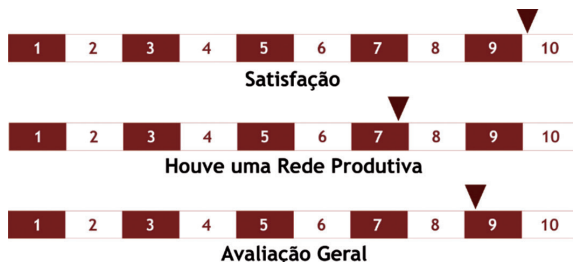 1 2 3 4 5 6 7 8 9 10
Satisfação
1 2 3 4 5 6 7 8 9 10
Houve uma Rede Produtiva
1 2 3 4 5 6 7 8 9 10
Avaliação Geral